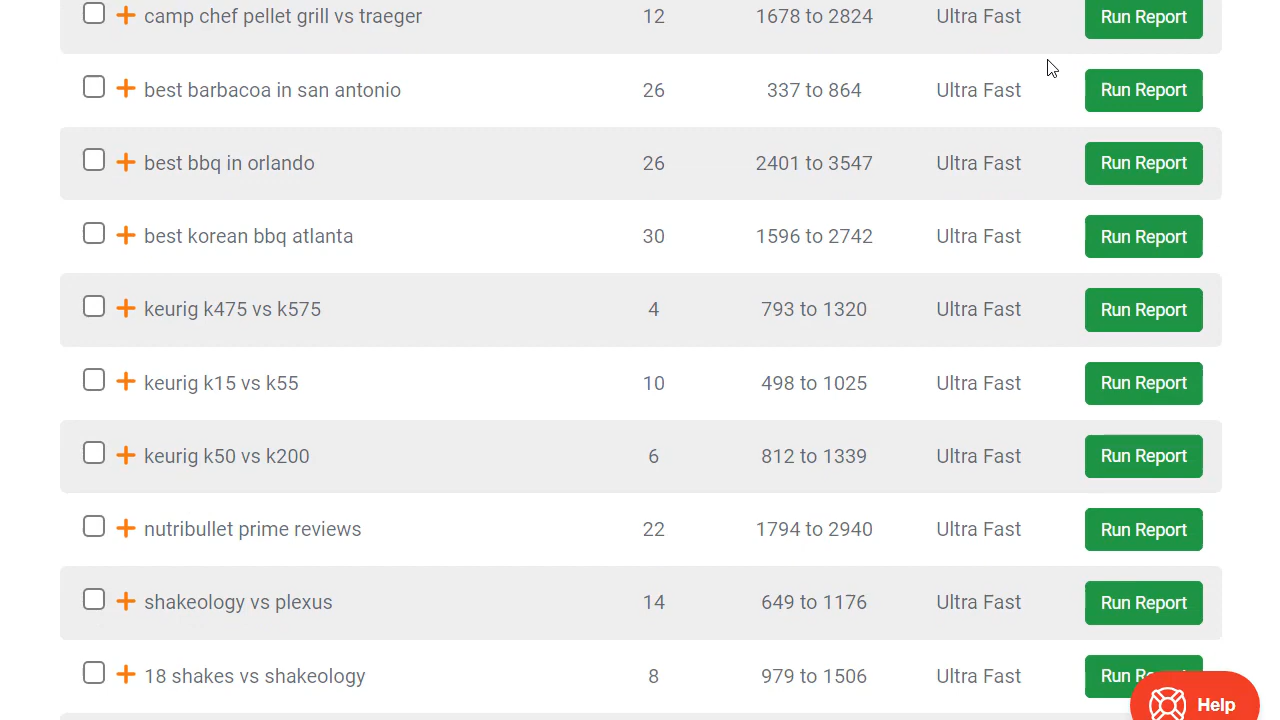 camp chef pellet grill vs traeger 12 1678 to 2824 Ultra Fast Run Report
best barbacoa in san antonio 26 337 to 864 Ultra Fast Run Report
best bbq in orlando 26 2401 to 3547 Ultra Fast Run Report
best korean bbq atlanta 30 1596 to 2742 Ultra Fast Run Report
keurig k475 vs k575 4 793 to 1320 Ultra Fast Run Report
keurig k15 vs k55 10 498 to 1025 Ultra Fast Run Report
keurig k50 vs k200 6 812 to 1339 Ultra Fast Run Report
nutribullet prime reviews 22 1794 to 2940 Ultra Fast Run Report
shakeology vs plexus 14 649 to 1176 Ultra Fast Run Report
18 shakes vs shakeology 8 979 to 1506 Ultra Fast Run
Help